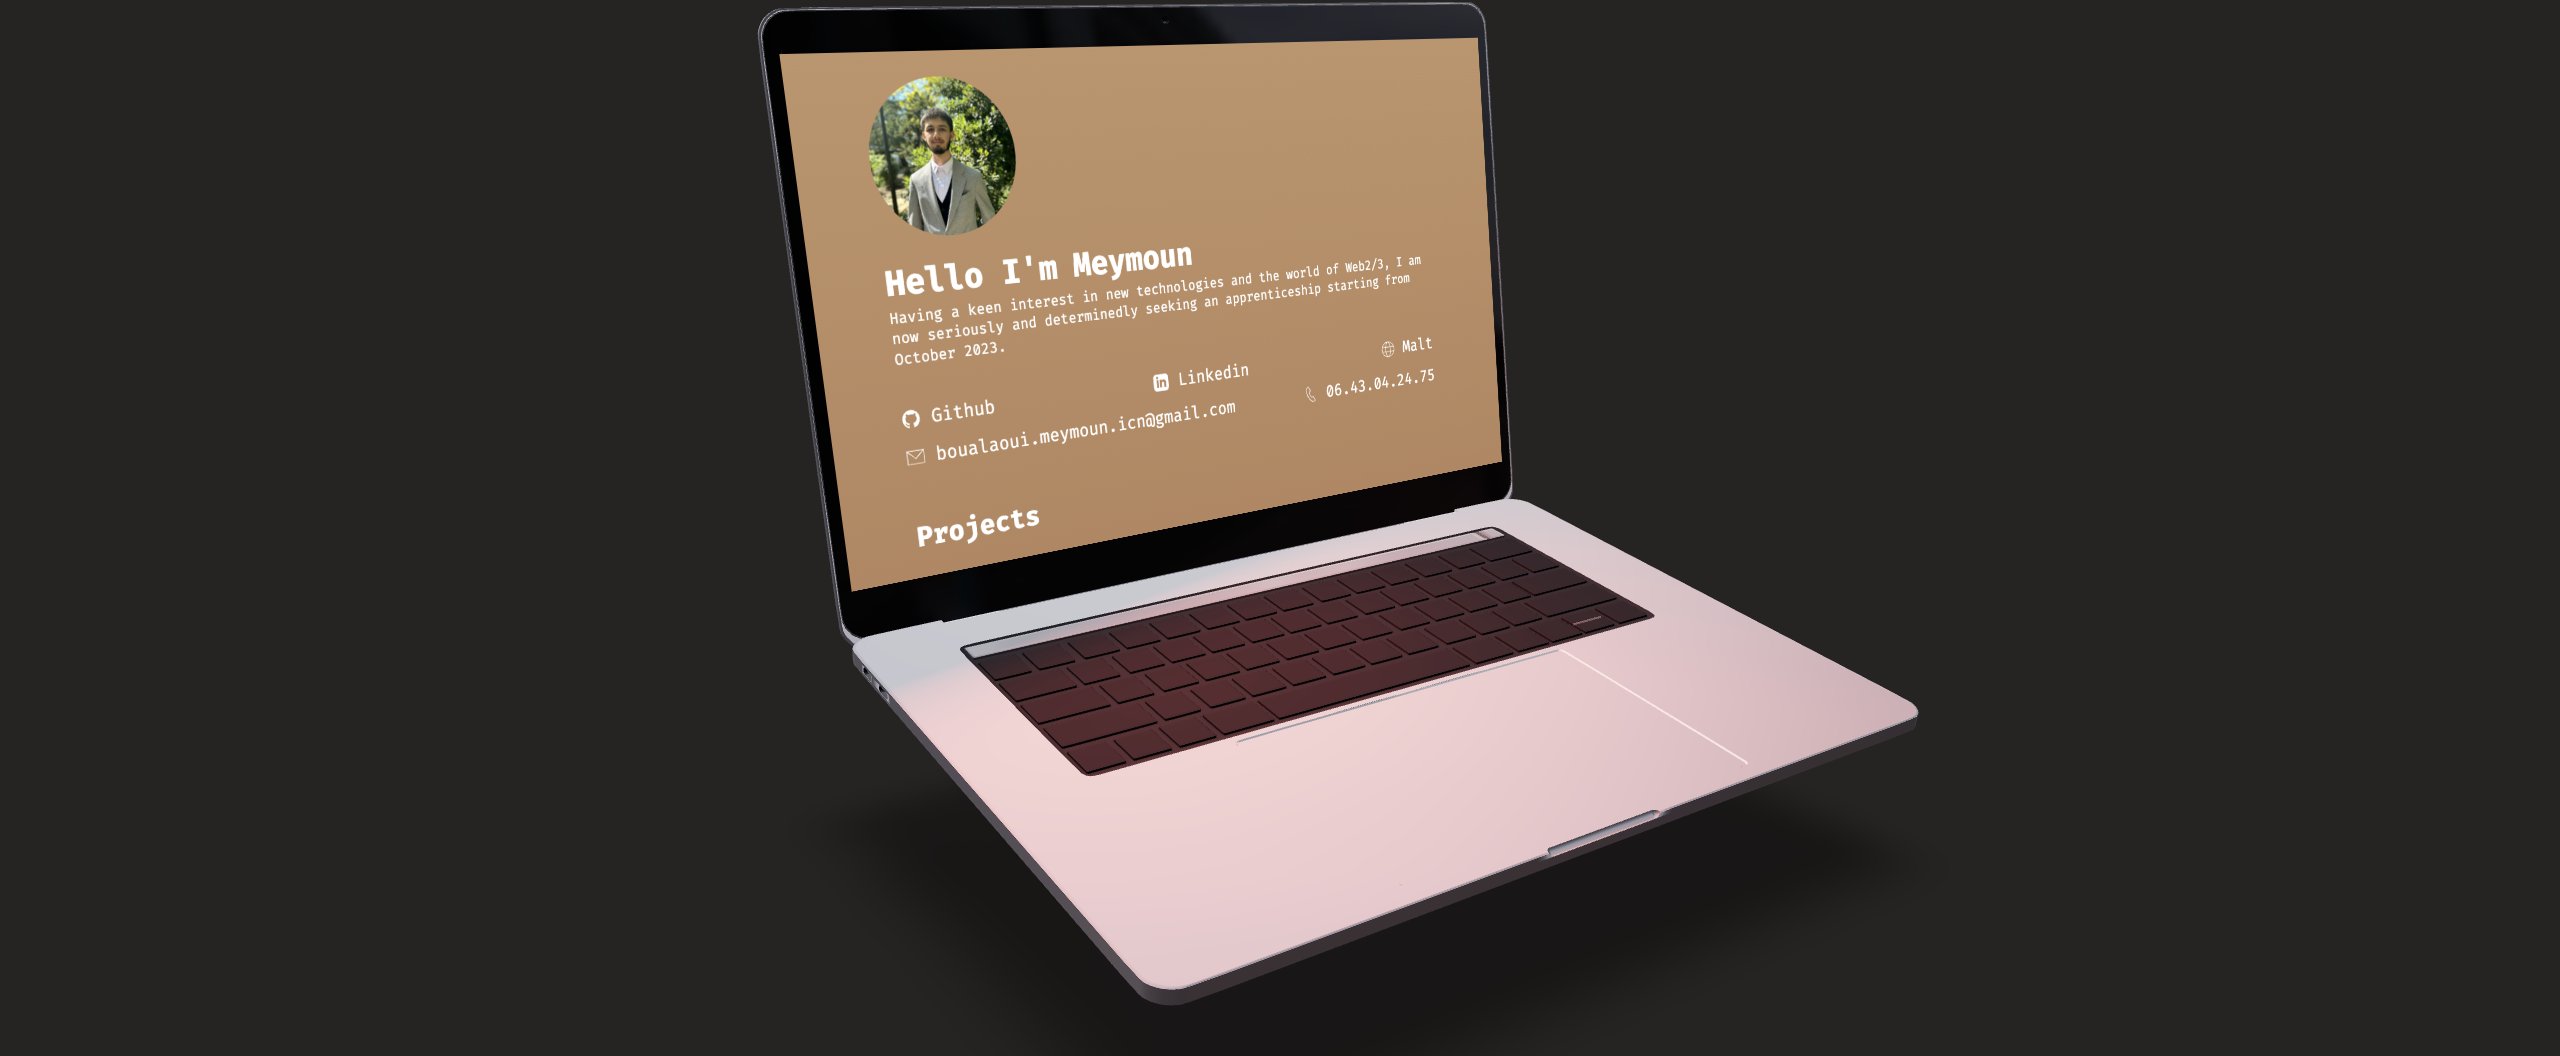 Hello I'm Meymoun
Having a keen interest in new technologies and the world of Web2/3, I am
now seriously and determinedly seeking an apprenticeship starting from
October 2023.
Github
Linkedin
Malt
boualaoui.meymoun.icn@gmail.com
06.43.04.24.75
Projects